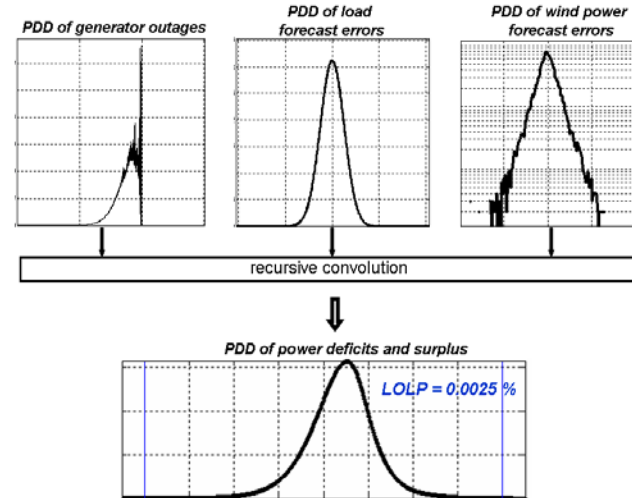 PDD of generator outages
PDD of load
forecast errors
PDD of wind power
forecast errors
recursive convolution
PDD of power deficits and surplus
LOLP = 0.0025 %